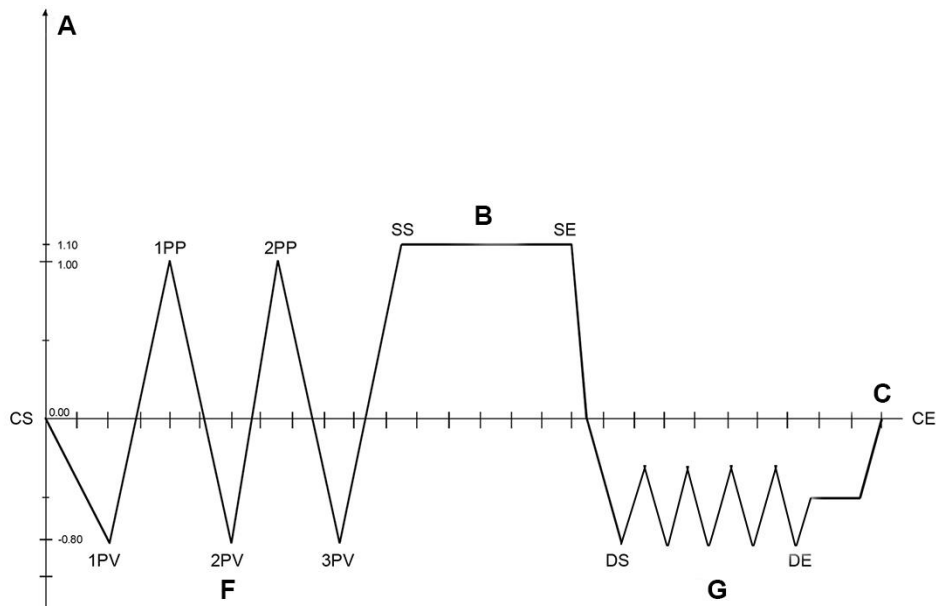 A
B
SS
SE
1PP
2PP
1.10
1.00
C
CS
0.00
CE
-0.80
1PV
2PV
3PV
DS
DE
F
G